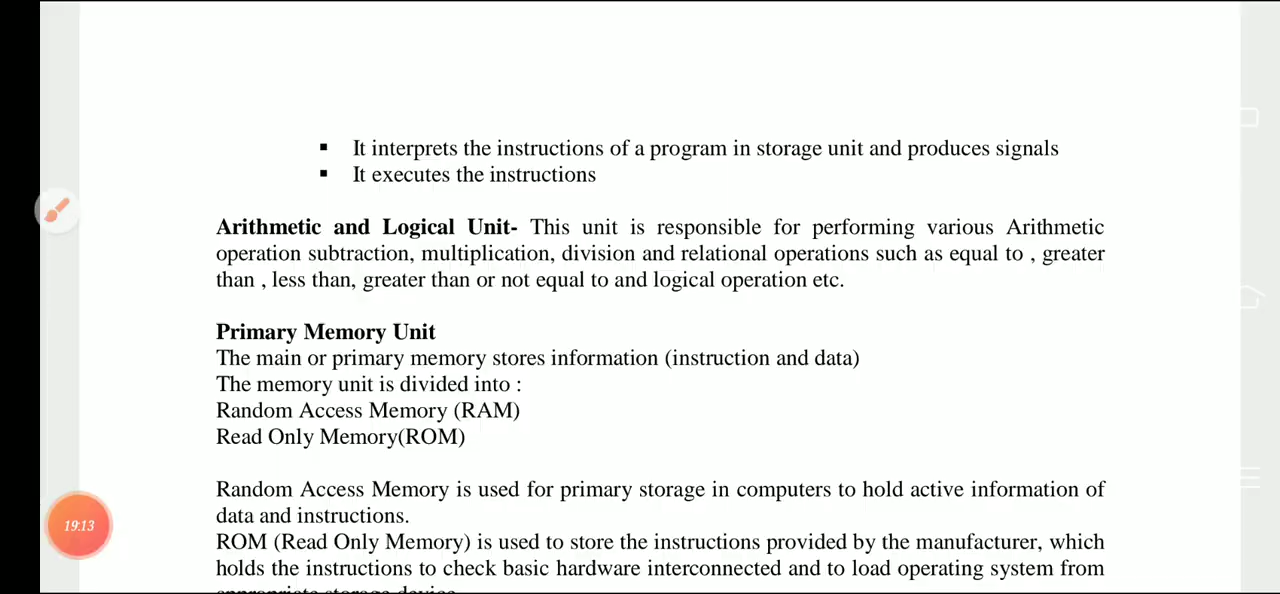 ▪ It interprets the instructions of a program in storage unit and produces signals
▪ It executes the instructions
Arithmetic and Logical Unit- This unit is responsible for performing various Arithmetic
operation subtraction, multiplication, division and relational operations such as equal to , greater
than , less than, greater than or not equal to and logical operation etc.
Primary Memory Unit
The main or primary memory stores information (instruction and data)
The memory unit is divided into :
Random Access Memory (RAM)
Read Only Memory(ROM)
Random Access Memory is used for primary storage in computers to hold active information of
data and instructions.
ROM (Read Only Memory) is used to store the instructions provided by the manufacturer, which
holds the instructions to check basic hardware interconnected and to load operating system from
appropriate storage device
19:13